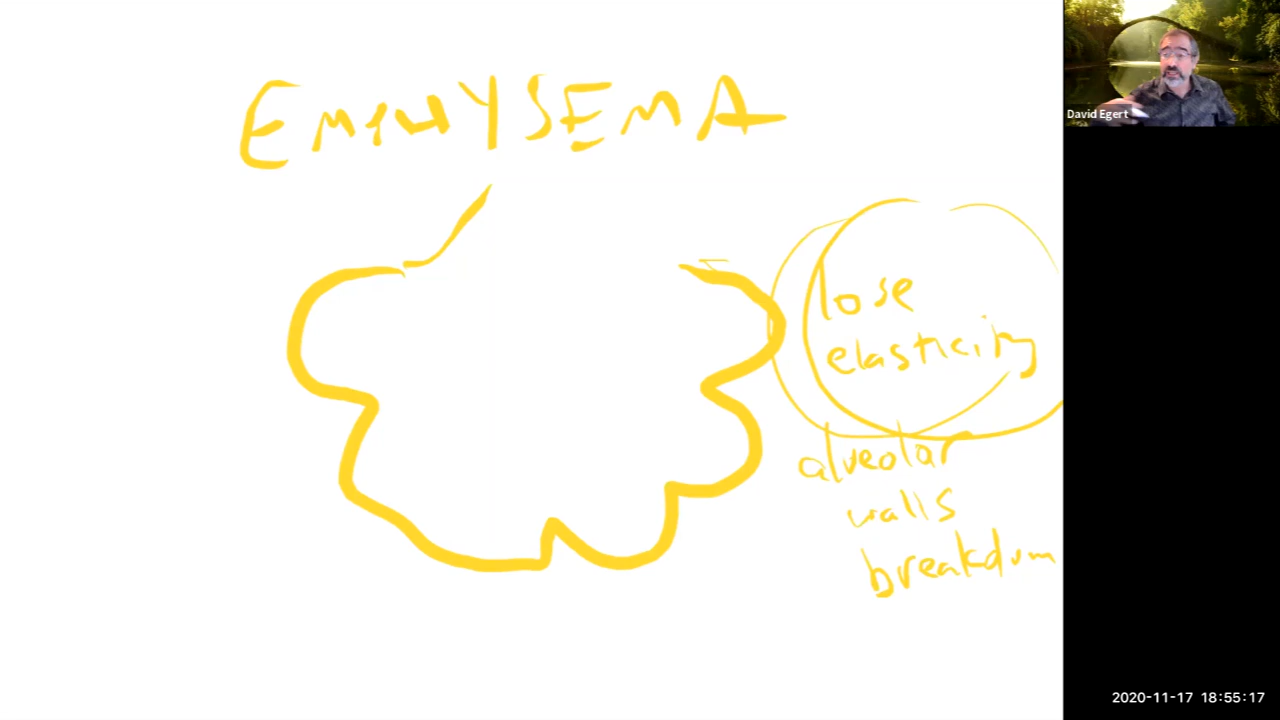 EMPHYSEMA
lose
elasticity
alveolar
walls
breakdown
David Egert
2020-11-17 18:55:17